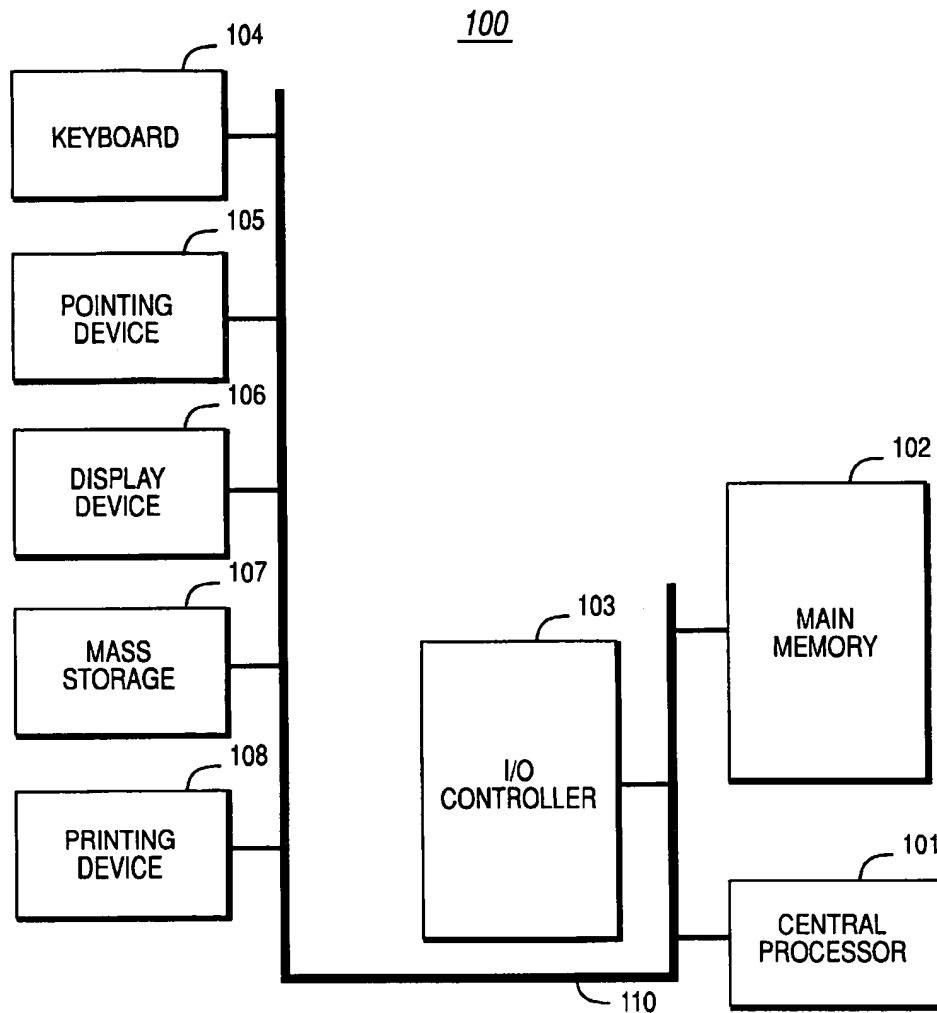 100
104
KEYBOARD
105
POINTING
DEVICE
106
DISPLAY
DEVICE
107
MASS
STORAGE
108
PRINTING
DEVICE
103
I/O
CONTROLLER
102
MAIN
MEMORY
101
CENTRAL
PROCESSOR
110